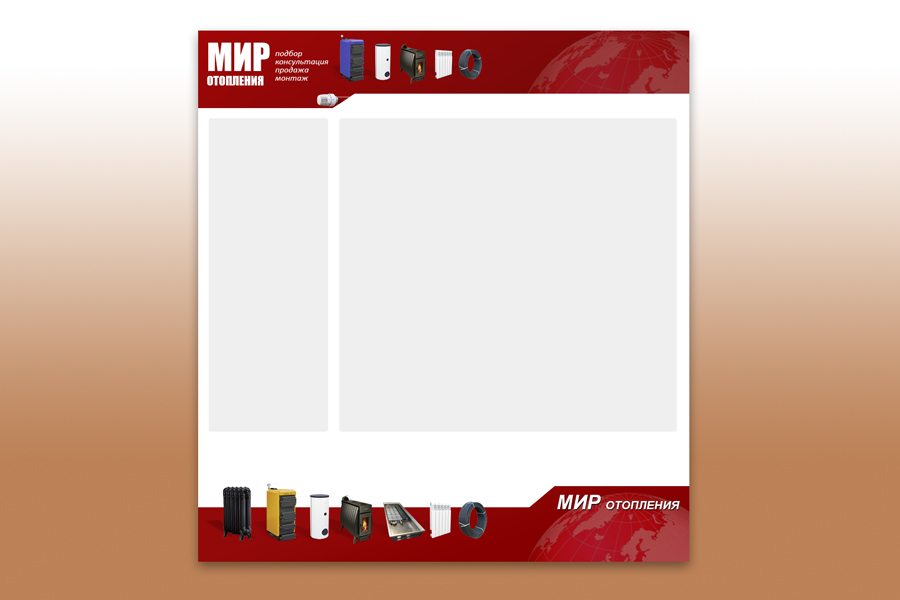 МИР
ОТОПЛЕНИЯ
подбор
консультация
продажа
монтаж
МИР ОТОПЛЕНИЯ